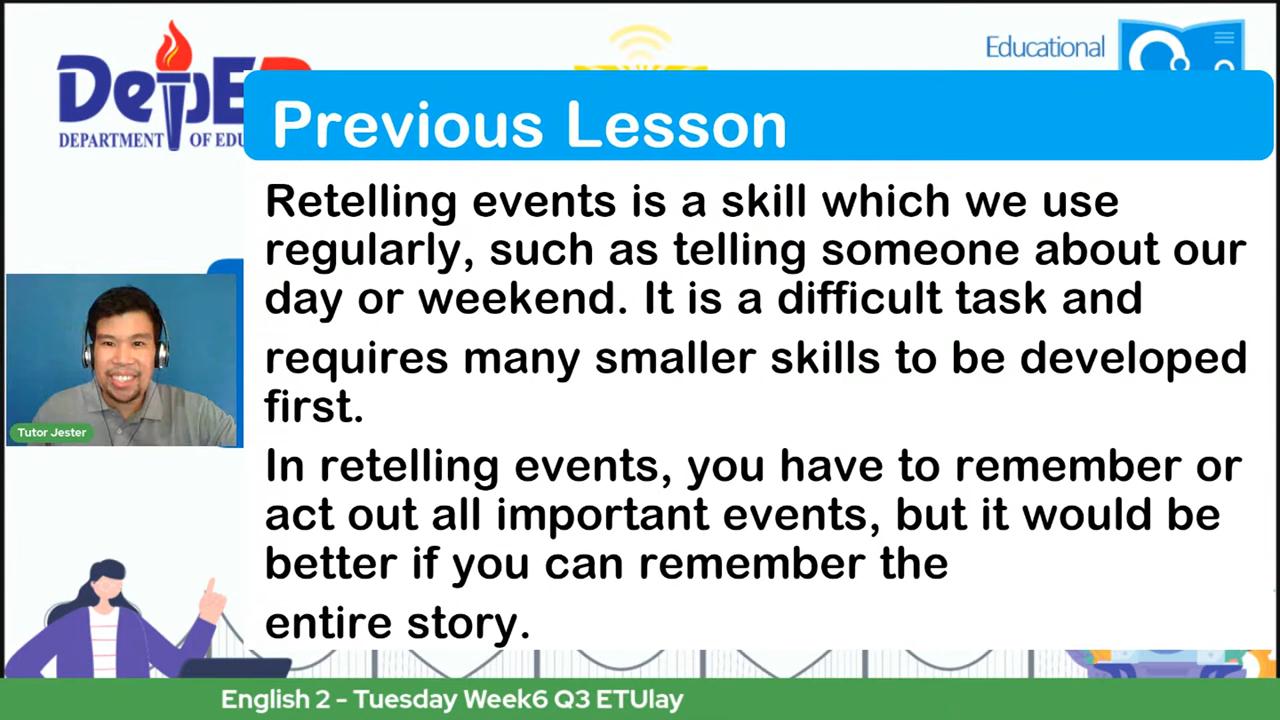 DepED
DEPARTMENT OF EDU
Educational
Previous Lesson
Retelling events is a skill which we use
regularly, such as telling someone about our
day or weekend. It is a difficult task and
requires many smaller skills to be developed
first.
In retelling events, you have to remember or
act out all important events, but it would be
better if you can remember the
entire story.
Tutor Jester
English 2 - Tuesday Week6 Q3 ETUlay